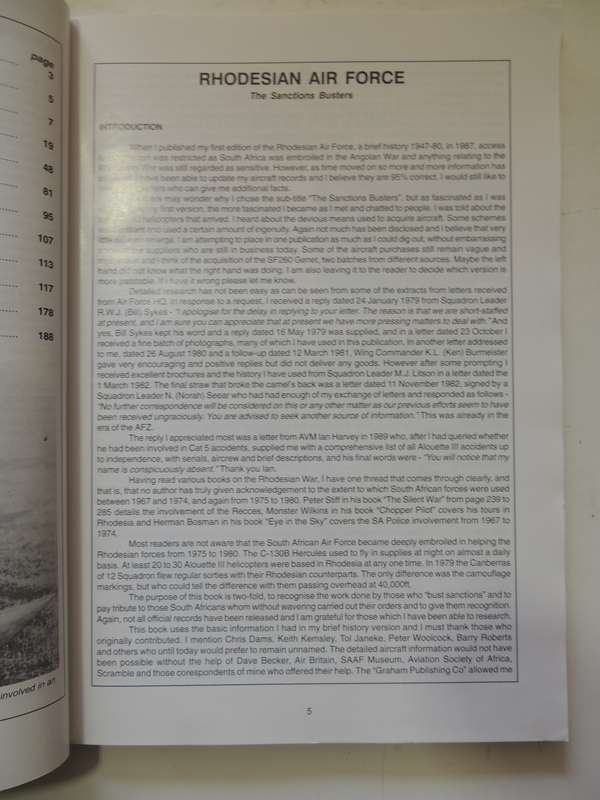 page
3
5
7
19
48
81
95
107
113
117
178
188
involved in an
RHODESIAN AIR FORCE
The Sanctions Busters
INTRODUCTION
When I published my first edition of the Rhodesian Air Force, a brief history 1947-80, in 1987, access
was restricted as South Africa was embroiled in the Angolan War and anything relating to the
War was still regarded as sensitive. However, as time moved on so more and more information has
been able to update my aircraft records and I believe they are 95% correct. I would still like to
who can give me additional facts.
may wonder why I chose the sub-title "The Sanctions Busters", but as fascinated as I was
first version, the more fascinated I became as I met and chatted to people. I was told about the
helicopters that arrived. I heard about the devious means used to acquire aircraft. Some schemes
used a certain amount of ingenuity. Again not much has been disclosed and I believe that very
emerge. I am attempting to place in one publication as much as I could dig out, without embarrassing
suppliers who are still in business today. Some of the aircraft purchases still remain vague and
I think of the acquisition of the SF260 Genet, two batches from different sources. Maybe the left
hand did not know what the right hand was doing. I am also leaving it to the reader to decide which version is
more palatable. If I have it wrong please let me know.
Detailed research has not been easy as can be seen from some of the extracts from letters received
from Air Force HQ. In response to a request, I received a reply dated 24 January 1979 from Squadron Leader
R.W.J. (Bill) Sykes - "I apologise for the delay in replying to your letter. The reason is that we are short-staffed
at present, and I am sure you can appreciate that at present we have more pressing matters to deal with." And
yes, Bill Sykes kept his word and a reply dated 16 May 1979 was supplied, and in a letter dated 23 October I
received a fine batch of photographs, many of which I have used in this publication. In another letter addressed
to me, dated 26 August 1980 and a follow-up dated 12 March 1981, Wing Commander K.L. (Ken) Burmeister
gave very encouraging and positive replies but did not deliver any goods. However after some prompting I
received excellent brochures and the history I have used from Squadron Leader M.J. Litson in a letter dated the
1 March 1982. The final straw that broke the camel's back was a letter dated 11 November 1982, signed by a
Squadron Leader N. (Norah) Seear who had had enough of my exchange of letters and responded as follows -
"No further correspondence will be considered on this or any other matter as our previous efforts seem to have
been received ungraciously. You are advised to seek another source of information." This was already in the
era of the AFZ.
The reply I appreciated most was a letter from AVM Ian Harvey in 1989 who, after I had queried whether
he had been involved in Cat 5 accidents, supplied me with a comprehensive list of all Alouette III accidents up
to independence, with serials, aircrew and brief descriptions, and his final words were - "You will notice that my
name is conspicuously absent." Thank you Ian.
Having read various books on the Rhodesian War, I have one thread that comes through clearly, and
that is, that no author has truly given acknowledgement to the extent to which South African forces were used
between 1967 and 1974, and again from 1975 to 1980. Peter Stiff in his book "The Silent War" from page 239 to
285 details the involvement of the Recces, Monster Wilkins in his book "Chopper Pilot" covers his tours in
Rhodesia and Herman Bosman in his book "Eye in the Sky" covers the SA Police involvement from 1967 to
1974.
Most readers are not aware that the South African Air Force became deeply embroiled in helping the
Rhodesian forces from 1975 to 1980. The C-130B Hercules used to fly in supplies at night on almost a daily
basis. At least 20 to 30 Alouette III helicopters were based in Rhodesia at any one time. In 1979 the Canberras
of 12 Squadron flew regular sorties with their Rhodesian counterparts. The only difference was the camouflage
markings, but who could tell the difference with them passing overhead at 40,000ft.
The purpose of this book is two-fold, to recognise the work done by those who "bust sanctions" and to
pay tribute to those South Africans whom without wavering carried out their orders and to give them recognition.
Again, not all official records have been released and I am grateful for those which I have been able to research.
This book uses the basic information I had in my brief history version and I must thank those who
originally contributed. I mention Chris Dams, Keith Kemsley, Tol Janeke, Peter Woolcock, Barry Roberts
and others who until today would prefer to remain unnamed. The detailed aircraft information would not have
been possible without the help of Dave Becker, Air Britain, SAAF Museum, Aviation Society of Africa,
Scramble and those corespondents of mine who offered their help. The "Graham Publishing Co" allowed me
5